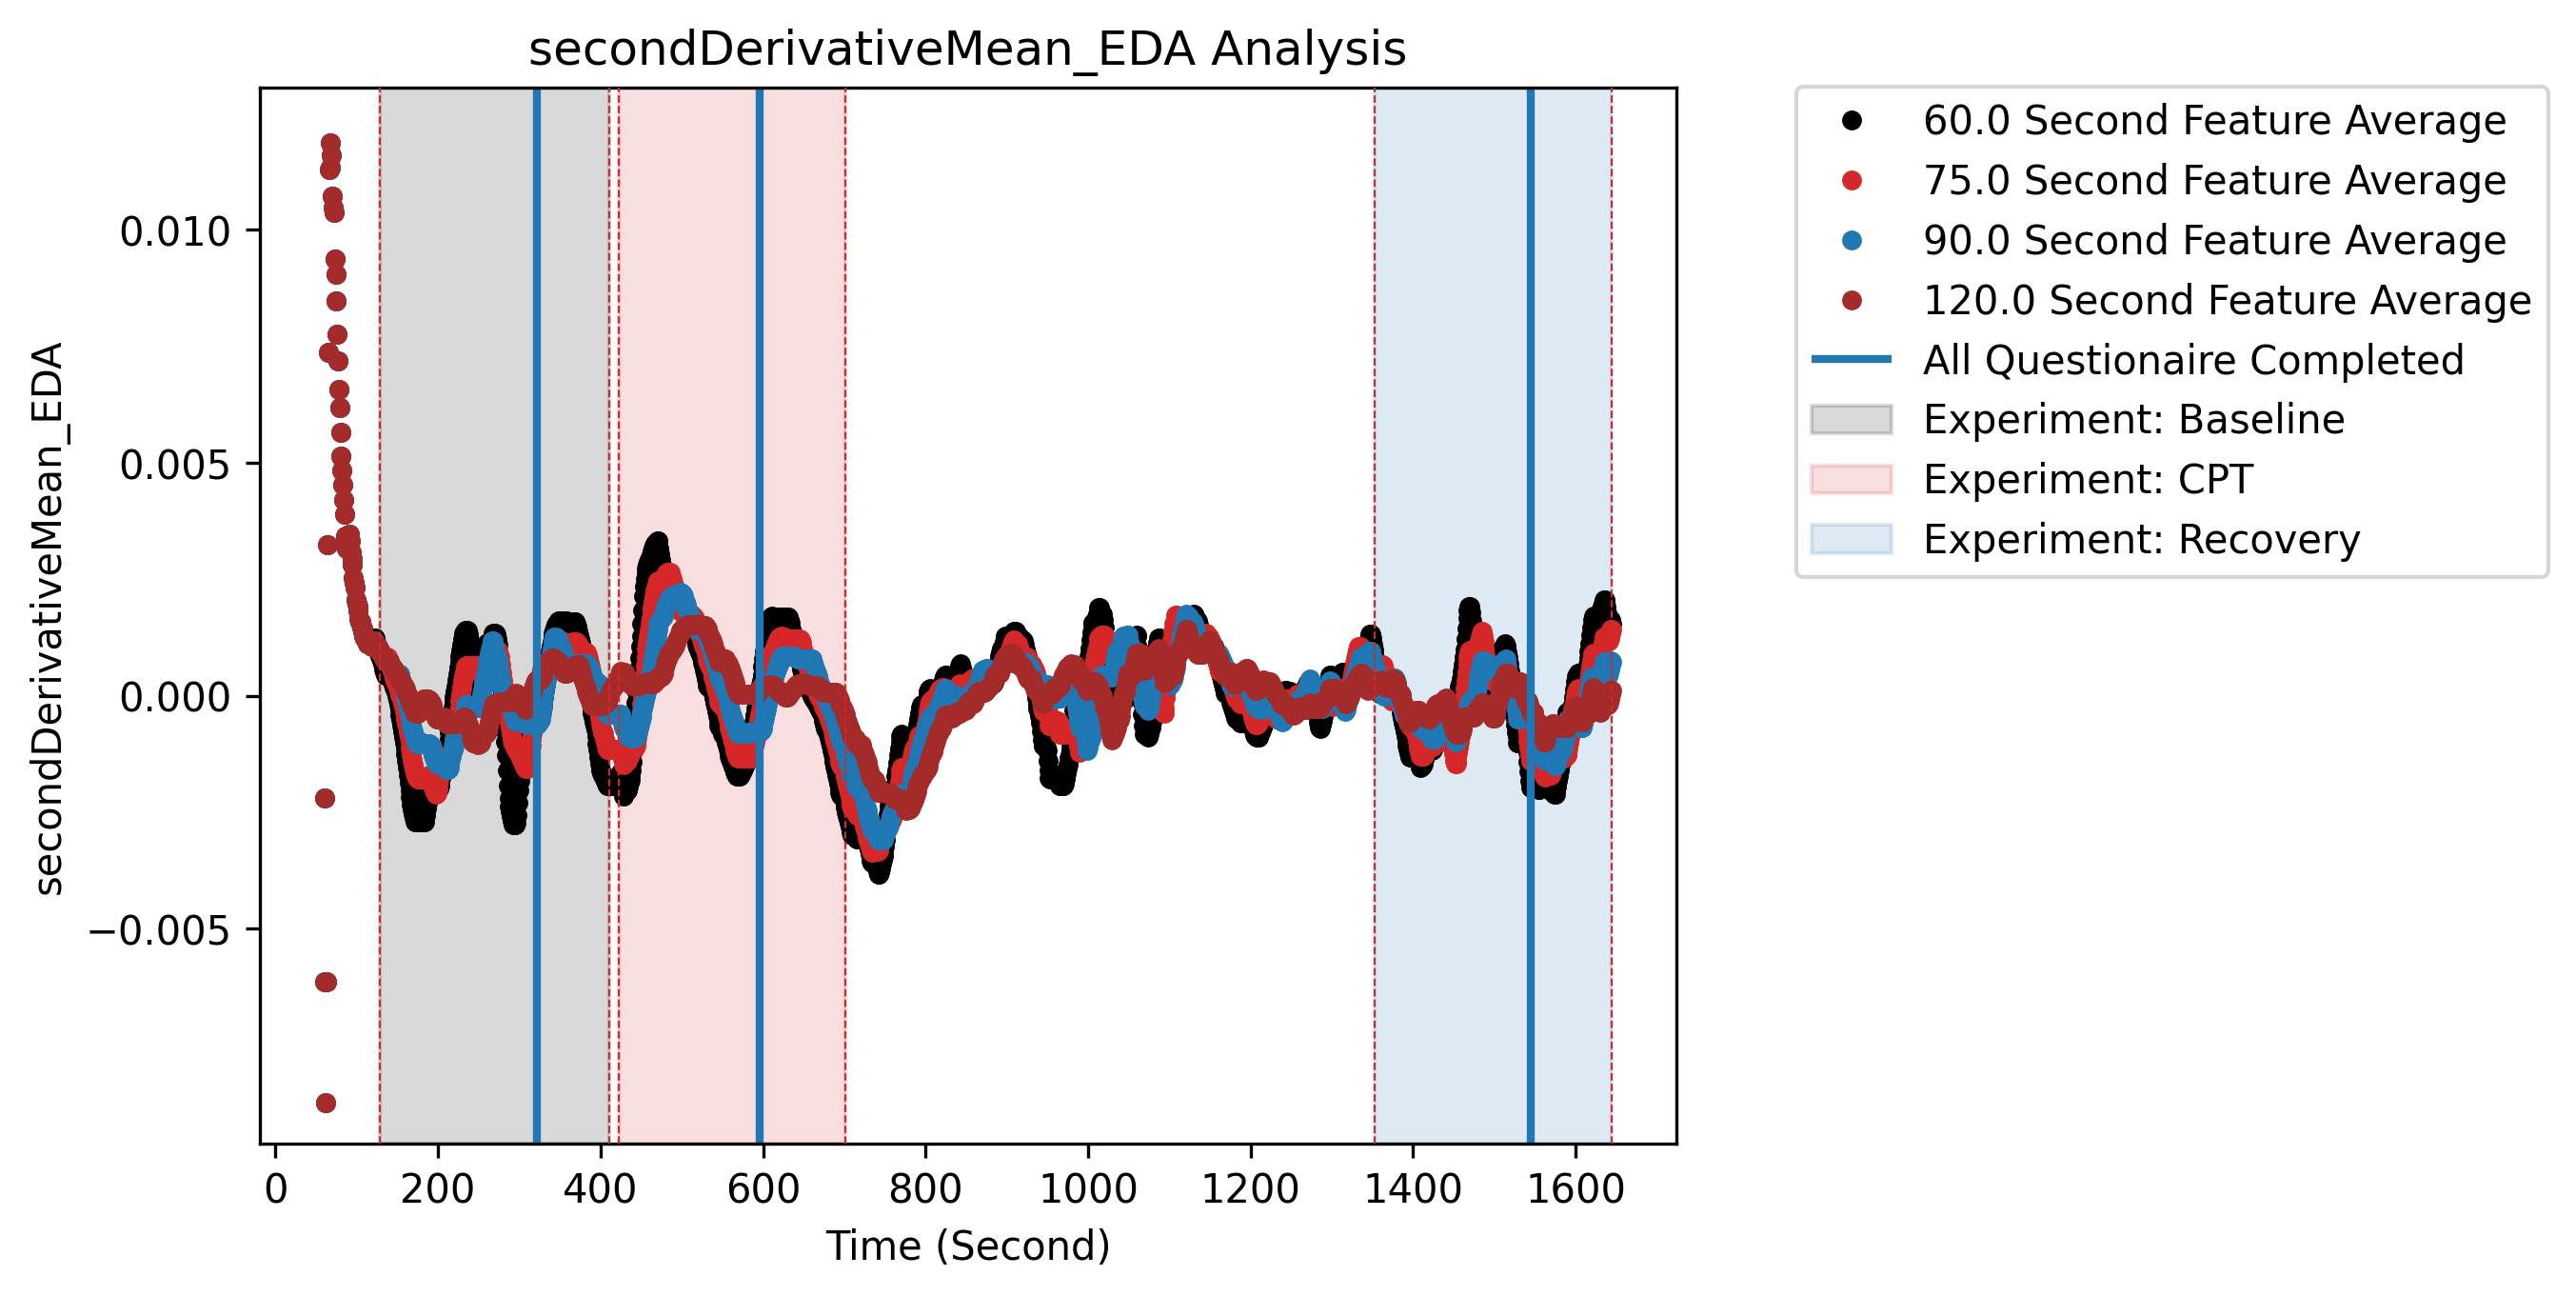 secondDerivativeMean_EDA Analysis
secondDerivativeMean_EDA
0.010
0.005
0.000
−0.005
0 200 400 600 800 1000 1200 1400 1600
Time (Second)
60.0 Second Feature Average
75.0 Second Feature Average
90.0 Second Feature Average
120.0 Second Feature Average
All Questionaire Completed
Experiment: Baseline
Experiment: CPT
Experiment: Recovery